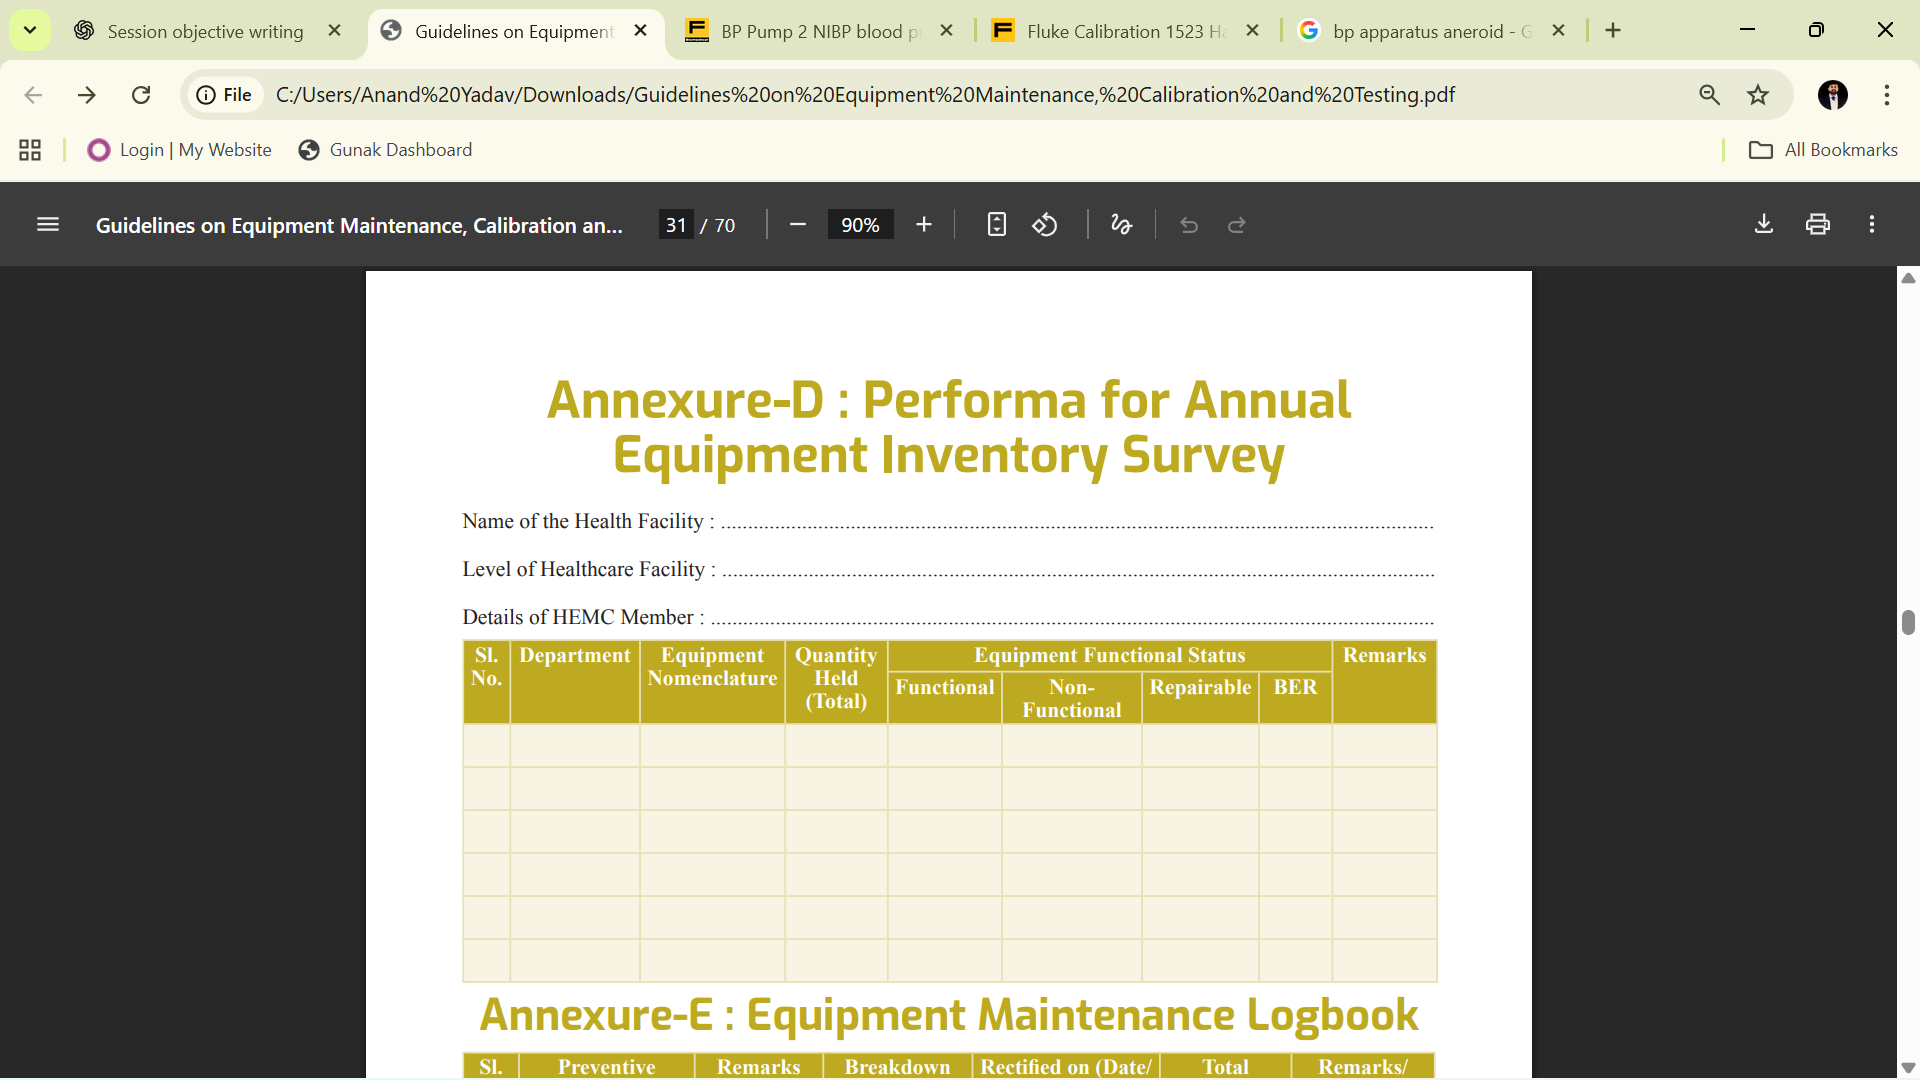 Session objective writing
Guidelines on Equipment
BP Pump 2 NIBP blood p
Fluke Calibration 1523 Ha
bp apparatus aneroid - G
File
C:/Users/Anand%20Yadav/Downloads/Guidelines%20on%20Equipment%20Maintenance,%20Calibration%20and%20Testing.pdf
Login | My Website
Gunak Dashboard
All Bookmarks
Guidelines on Equipment Maintenance, Calibration an...
31 / 70
90%
Annexure-D : Performa for Annual
Equipment Inventory Survey
Name of the Health Facility : ....................................................
Level of Healthcare Facility : ....................................................
Details of HEMC Member : ....................................................
Sl. No.
Department
Equipment Nomenclature
Quantity Held (Total)
Equipment Functional Status
Functional
Non-Functional
Repairable
BER
Remarks
Annexure-E : Equipment Maintenance Logbook
Sl.
Preventive
Remarks
Breakdown
Rectified on (Date/
Total
Remarks/